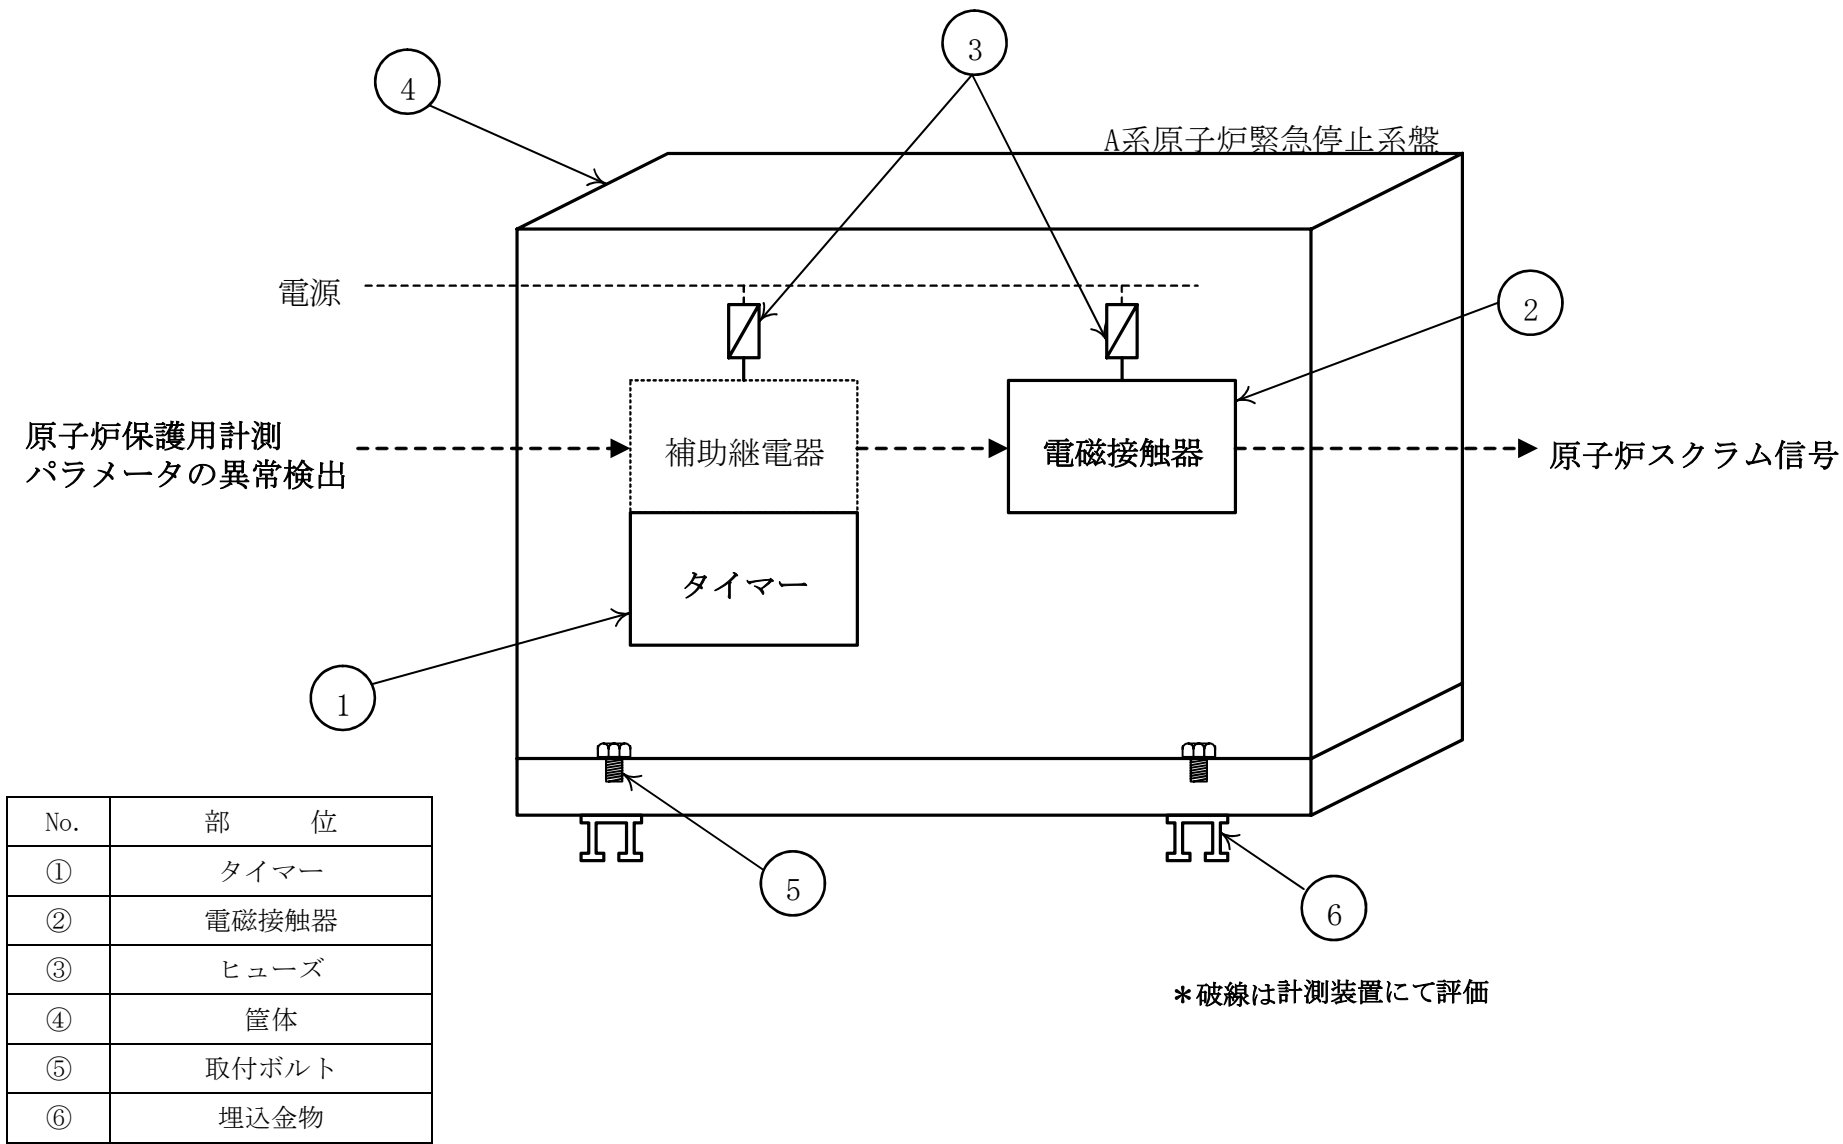 3
4
A系原子炉緊急停止系盤
電源
2
原子炉保護用計測
パラメータの異常検出
補助継電器
電磁接触器
原子炉スクラム信号
タイマー
1
No. 部 位
① タイマー
② 電磁接触器
③ ヒューズ
④ 筐体
⑤ 取付ボルト
⑥ 埋込金物
5
6
＊破線は計測装置にて評価